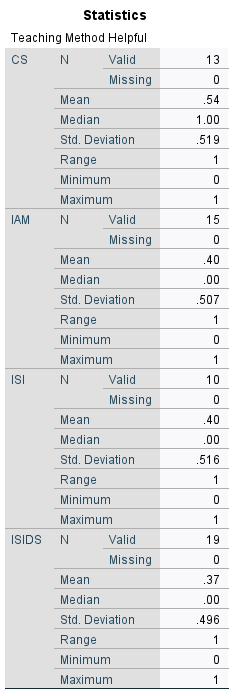 Statistics
Teaching Method Helpful
CS N Valid 13
Missing 0
Mean .54
Median 1.00
Std. Deviation .519
Range 1
Minimum 0
Maximum 1
IAM N Valid 15
Missing 0
Mean .40
Median .00
Std. Deviation .507
Range 1
Minimum 0
Maximum 1
ISI N Valid 10
Missing 0
Mean .40
Median .00
Std. Deviation .516
Range 1
Minimum 0
Maximum 1
ISIDS N Valid 19
Missing 0
Mean .37
Median .00
Std. Deviation .496
Range 1
Minimum 0
Maximum 1